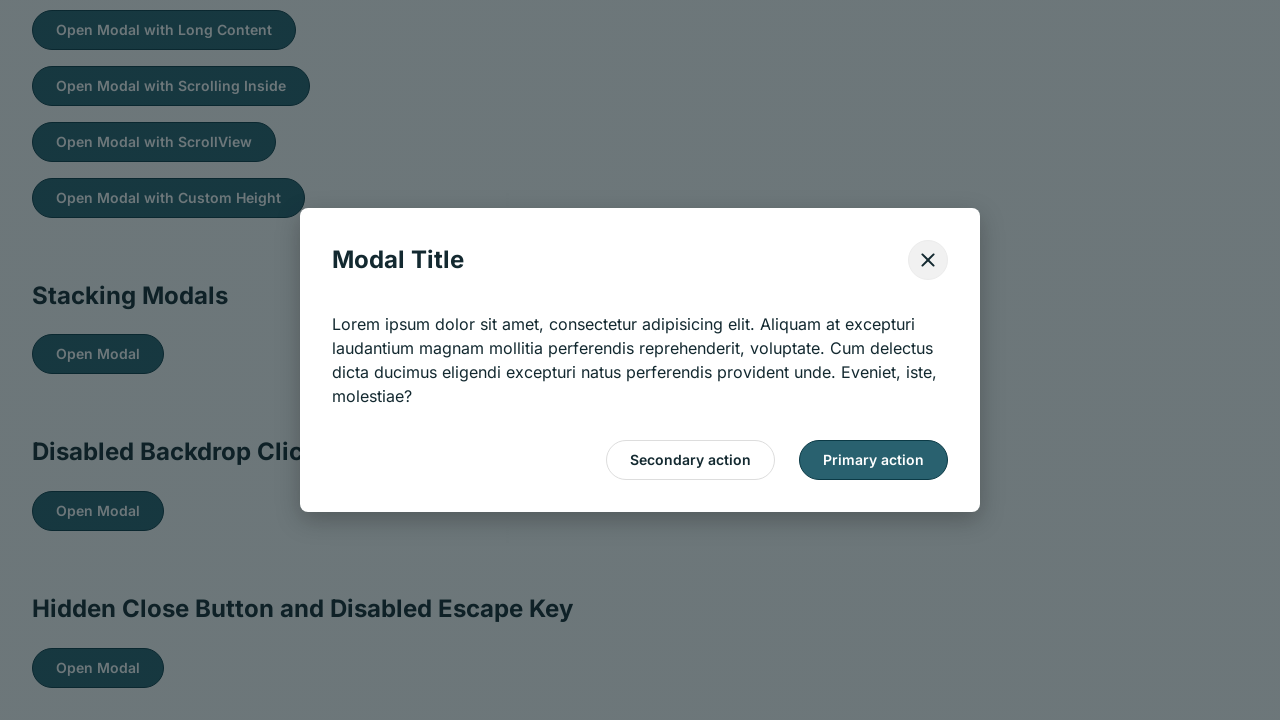 Open Modal with Long Content
Open Modal with Scrolling Inside
Open Modal with ScrollView
Open Modal with Custom Height
Modal Title
Lorem ipsum dolor sit amet, consectetur adipisicing elit. Aliquam at excepturi
laudantium magnam mollitia perferendis reprehenderit, voluptate. Cum delectus
dicta ducimus eligendi excepturi natus perferendis provident unde. Eveniet, iste,
molestiae?
Secondary action
Primary action
Stacking Modals
Open Modal
Disabled Backdrop Clic
Open Modal
Hidden Close Button and Disabled Escape Key
Open Modal